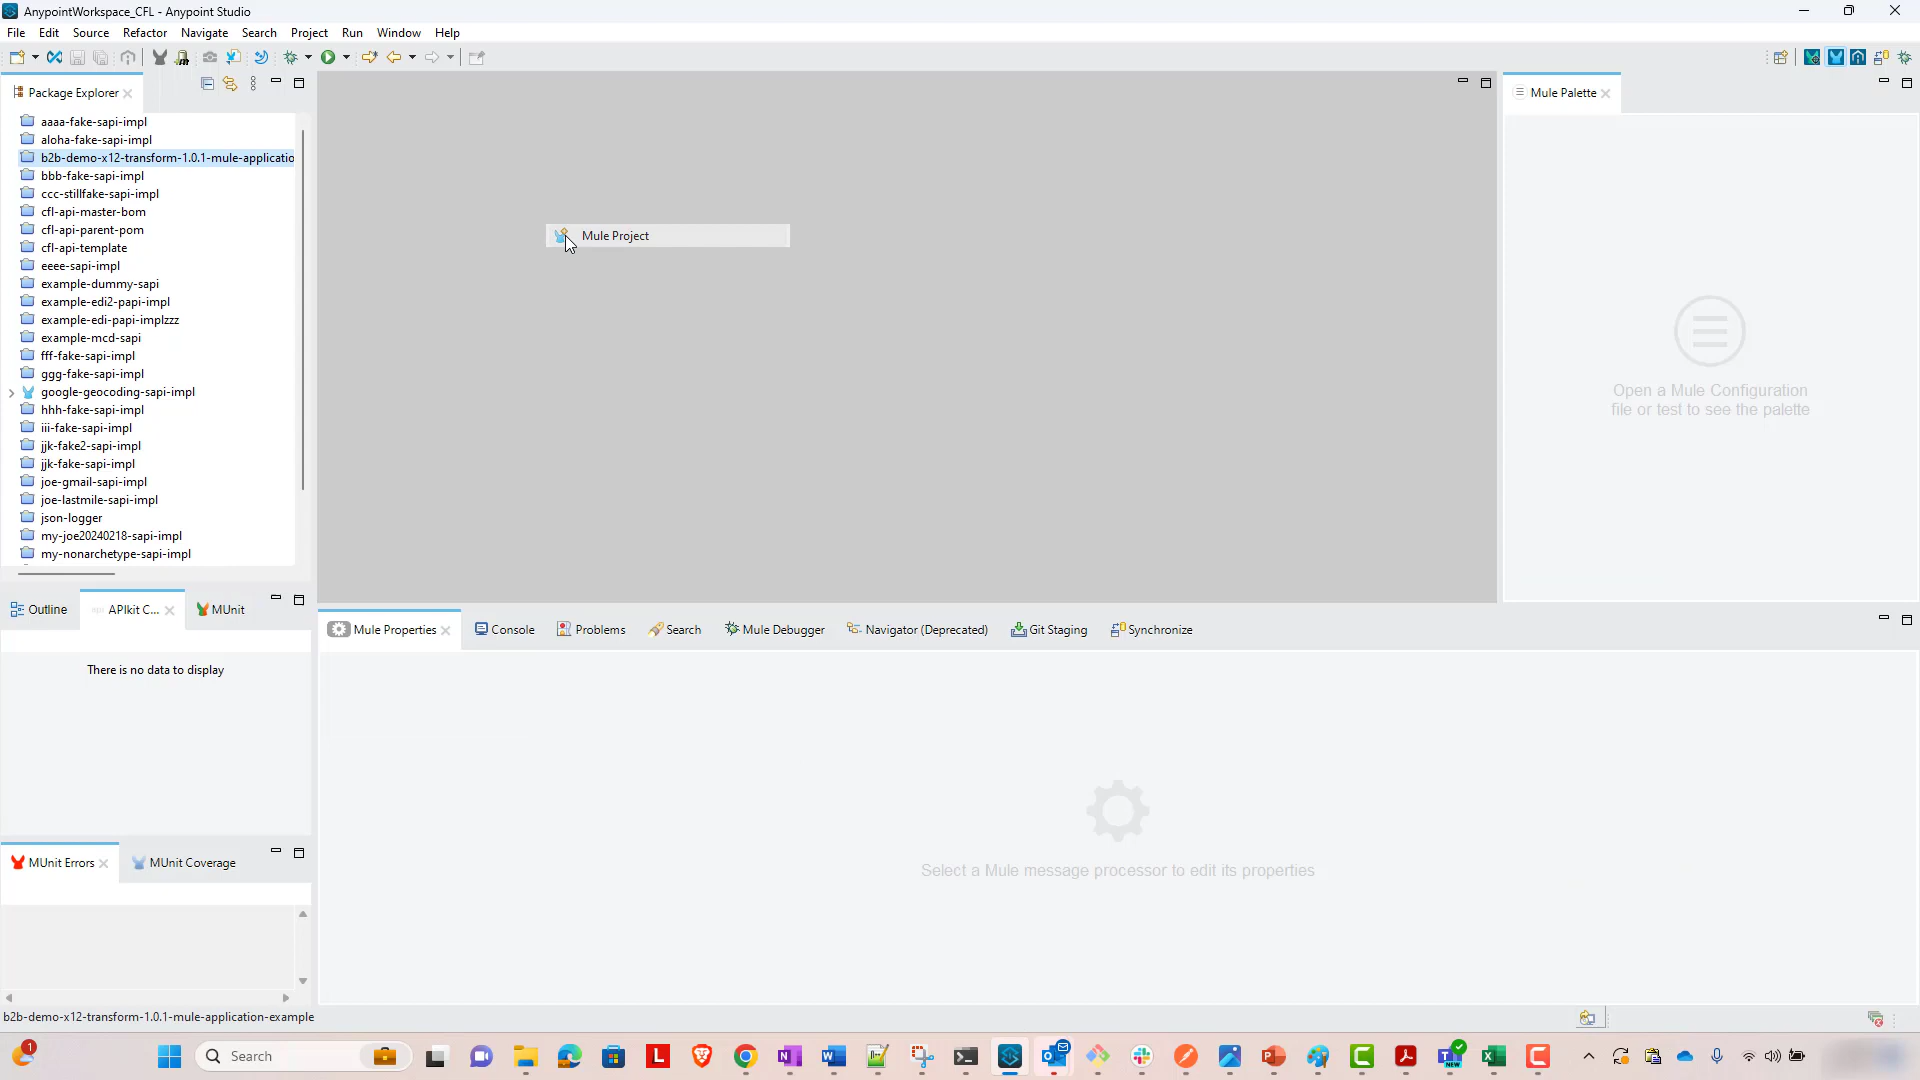 AnypointWorkspace_CFL - Anypoint Studio
File Edit Source Refactor Navigate Search Project Run Window Help
Package Explorer
Mule Palette
aaaa-fake-sapi-impl
aloha-fake-sapi-impl
b2b-demo-x12-transform-1.0.1-mule-applicatio
bbb-fake-sapi-impl
ccc-stillfake-sapi-impl
cfl-api-master-bom
cfl-api-parent-pom
cfl-api-template
eeee-sapi-impl
example-dummy-sapi
example-edi2-papi-impl
example-edi-papi-implzzz
example-mcd-sapi
fff-fake-sapi-impl
ggg-fake-sapi-impl
google-geocoding-sapi-impl
hhh-fake-sapi-impl
iii-fake-sapi-impl
jjk-fake2-sapi-impl
jjk-fake-sapi-impl
joe-gmail-sapi-impl
joe-lastmile-sapi-impl
json-logger
my-joe20240218-sapi-impl
my-nonarchetype-sapi-impl
Mule Project
Open a Mule Configuration
file or test to see the palette
Outline APIkit C... MUnit
There is no data to display
Mule Properties Console Problems Search Mule Debugger Navigator (Deprecated) Git Staging Synchronize
Select a Mule message processor to edit its properties
MUnit Errors MUnit Coverage
b2b-demo-x12-transform-1.0.1-mule-application-example
1
Search
NEW